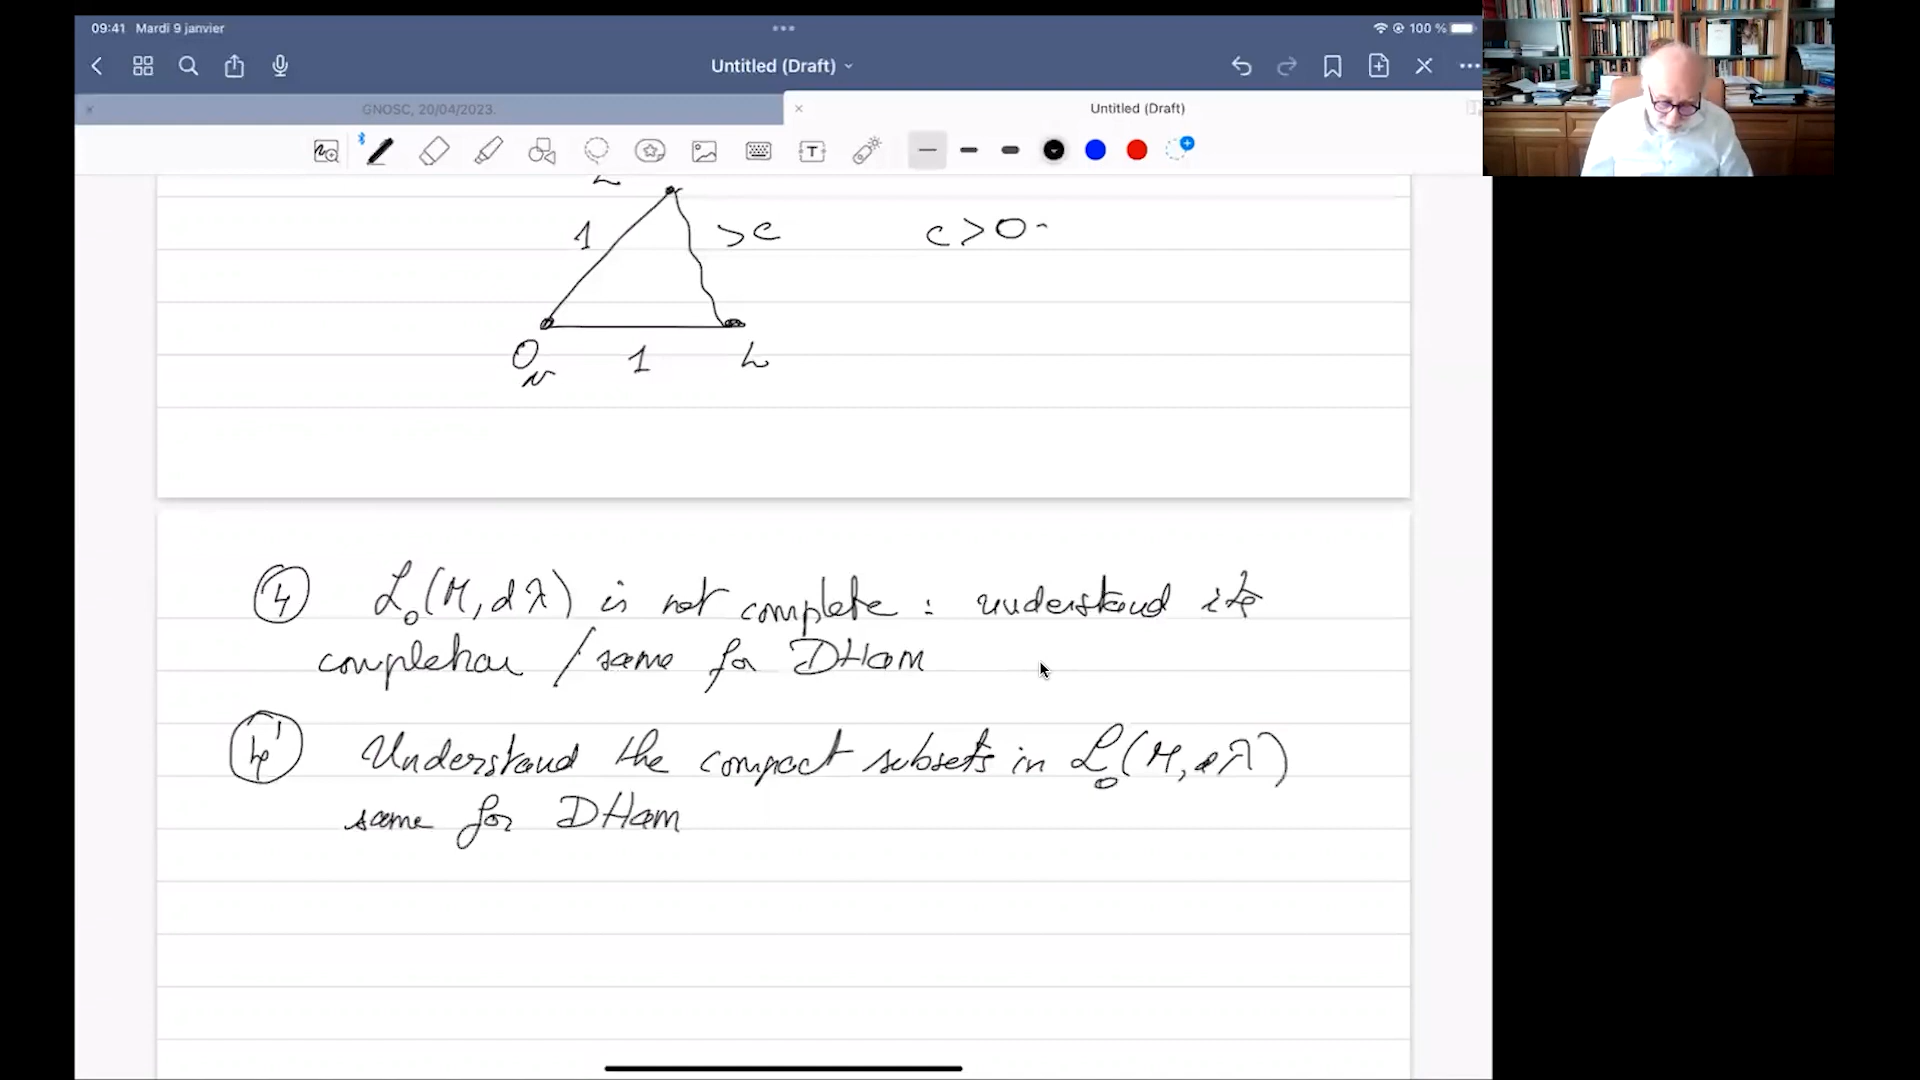 09:41 Mardi 9 janvier
100 %
Untitled (Draft)
GNOSC, 20/04/2023.
Untitled (Draft)
L
1 >c c>0
O_N 1 L
④ L₀(M,dλ) is not complete : understand its
completion / same for DHam
④' Understand the compact subsets in L₀(M,dλ)
same for DHam